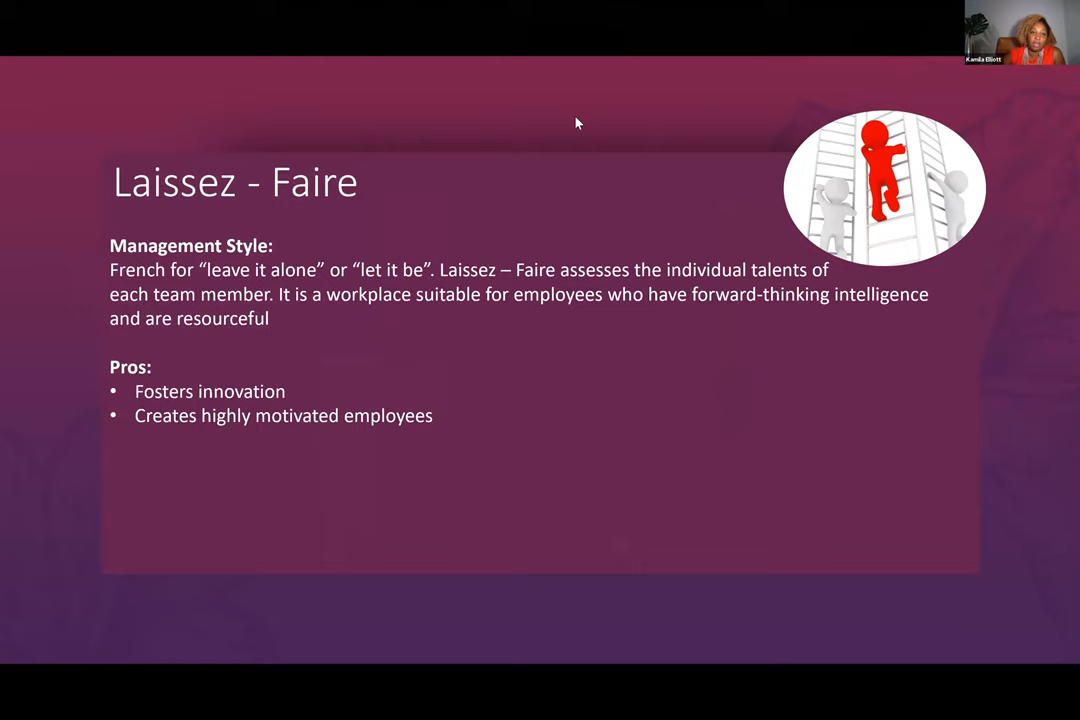 Kamila Elliott
Laissez - Faire
Management Style:
French for “leave it alone” or “let it be”. Laissez – Faire assesses the individual talents of
each team member. It is a workplace suitable for employees who have forward-thinking intelligence
and are resourceful
Pros:
• Fosters innovation
• Creates highly motivated employees